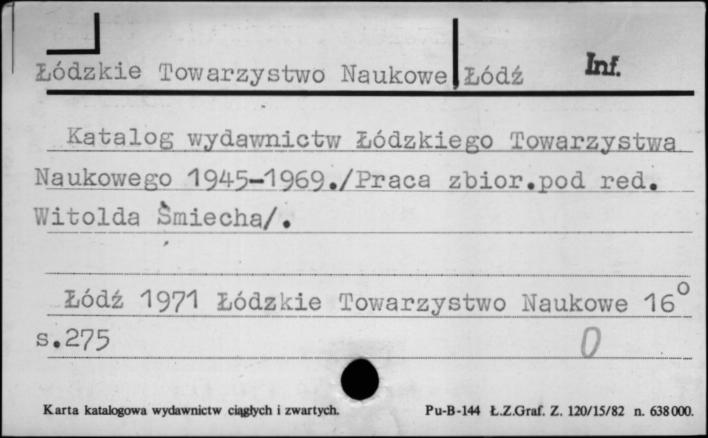 Łódzkie Towarzystwo Naukowe, Łódź Inf.
Katalog wydawnictw Łódzkiego Towarzystwa
Naukowego 1945-1969./Praca zbior.pod red.
Witolda Śmiecha/.
Łódź 1971 Łódzkie Towarzystwo Naukowe 16°
s.275 0
Karta katalogowa wydawnictw ciągłych i zwartych. Pu-B-144 Ł.Z.Graf. Z. 120/15/82 n. 638000.